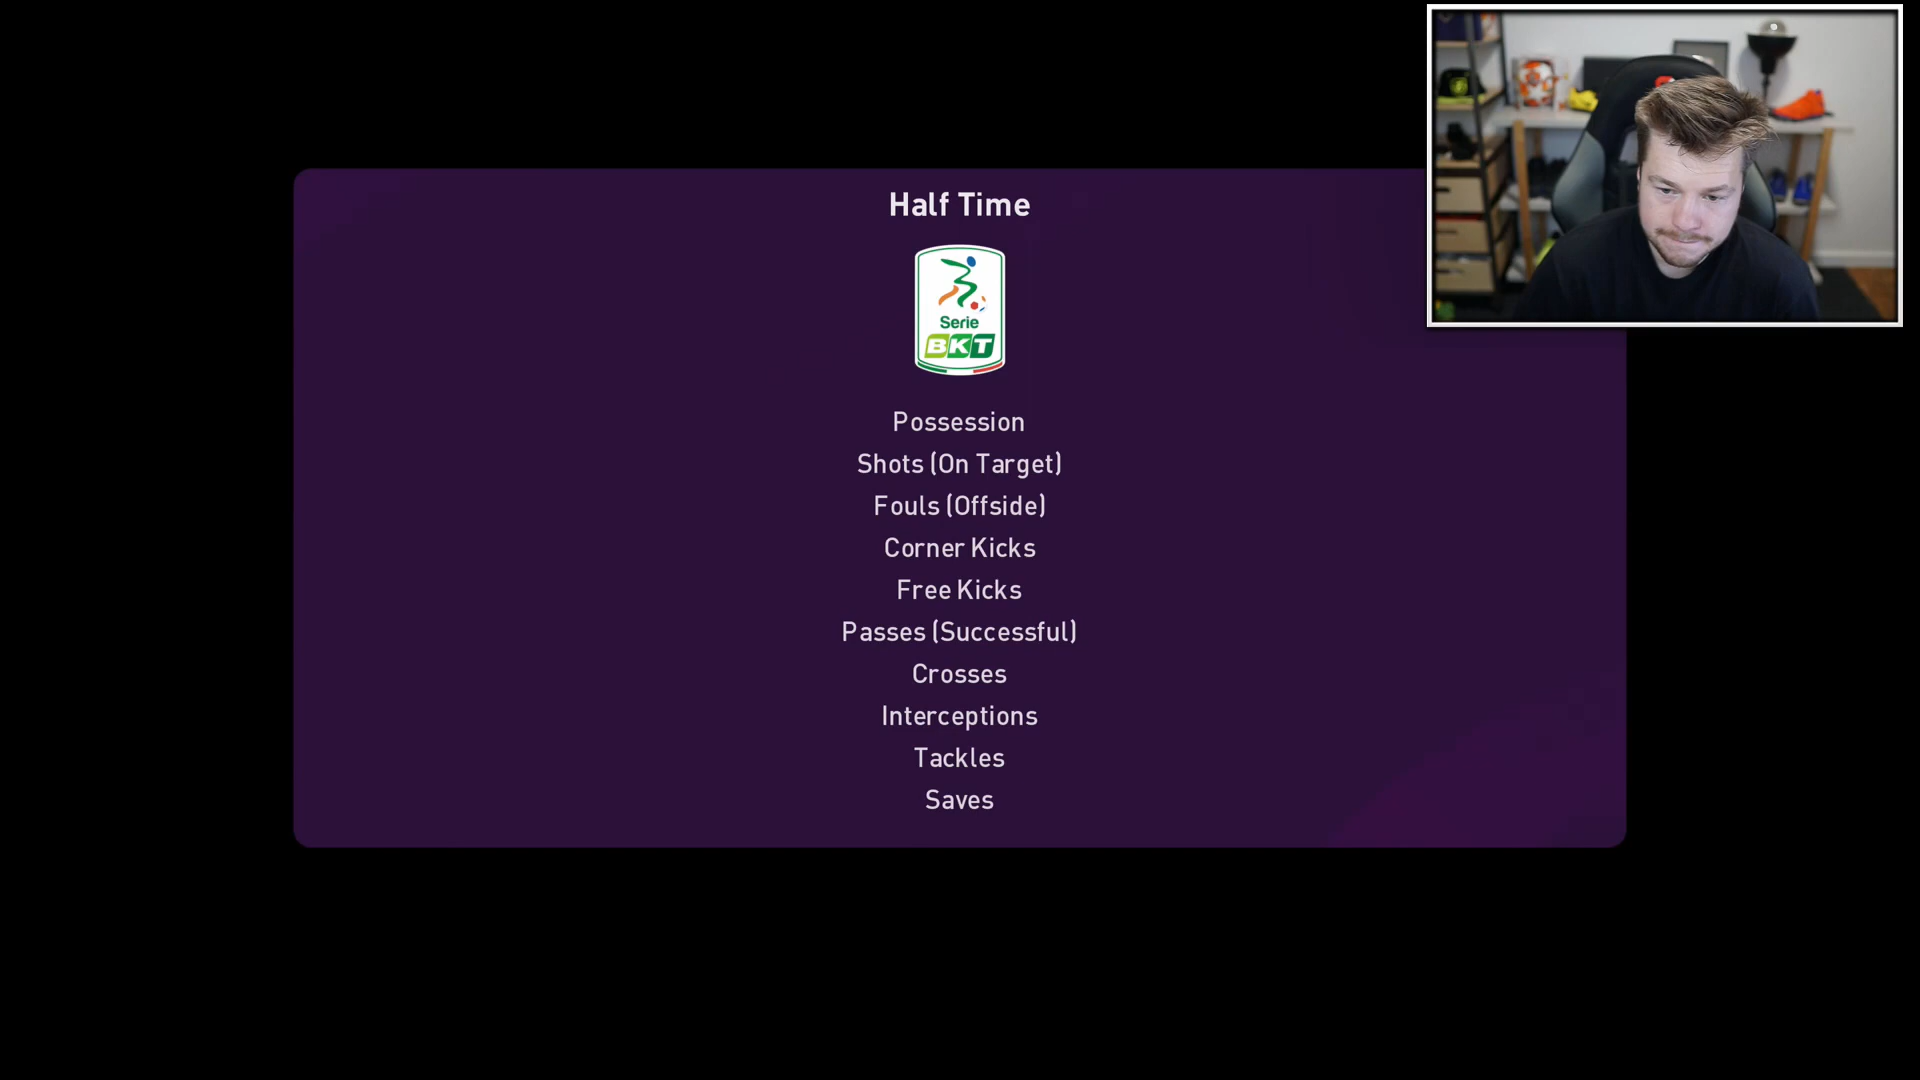 Half Time
Serie
BKT
Possession
Shots (On Target)
Fouls (Offside)
Corner Kicks
Free Kicks
Passes (Successful)
Crosses
Interceptions
Tackles
Saves